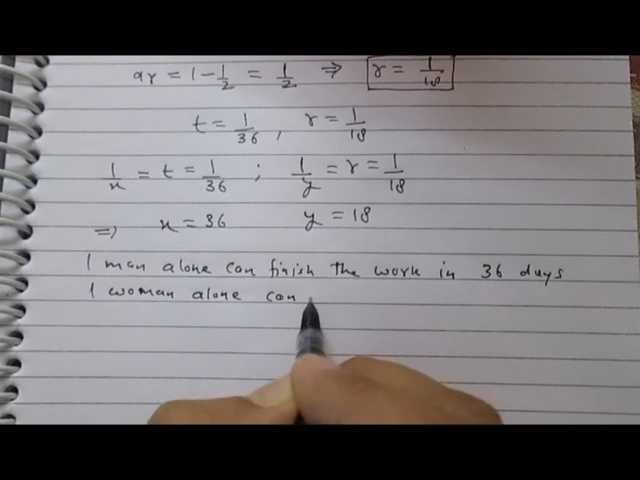 9r = 1 - 1/2 = 1/2 ⇒ r = 1/18
t = 1/36 , r = 1/18
1/x = t = 1/36 ; 1/y = r = 1/18
⇒ x = 36 y = 18
1 man alone can finish the work in 36 days
1 woman alone can